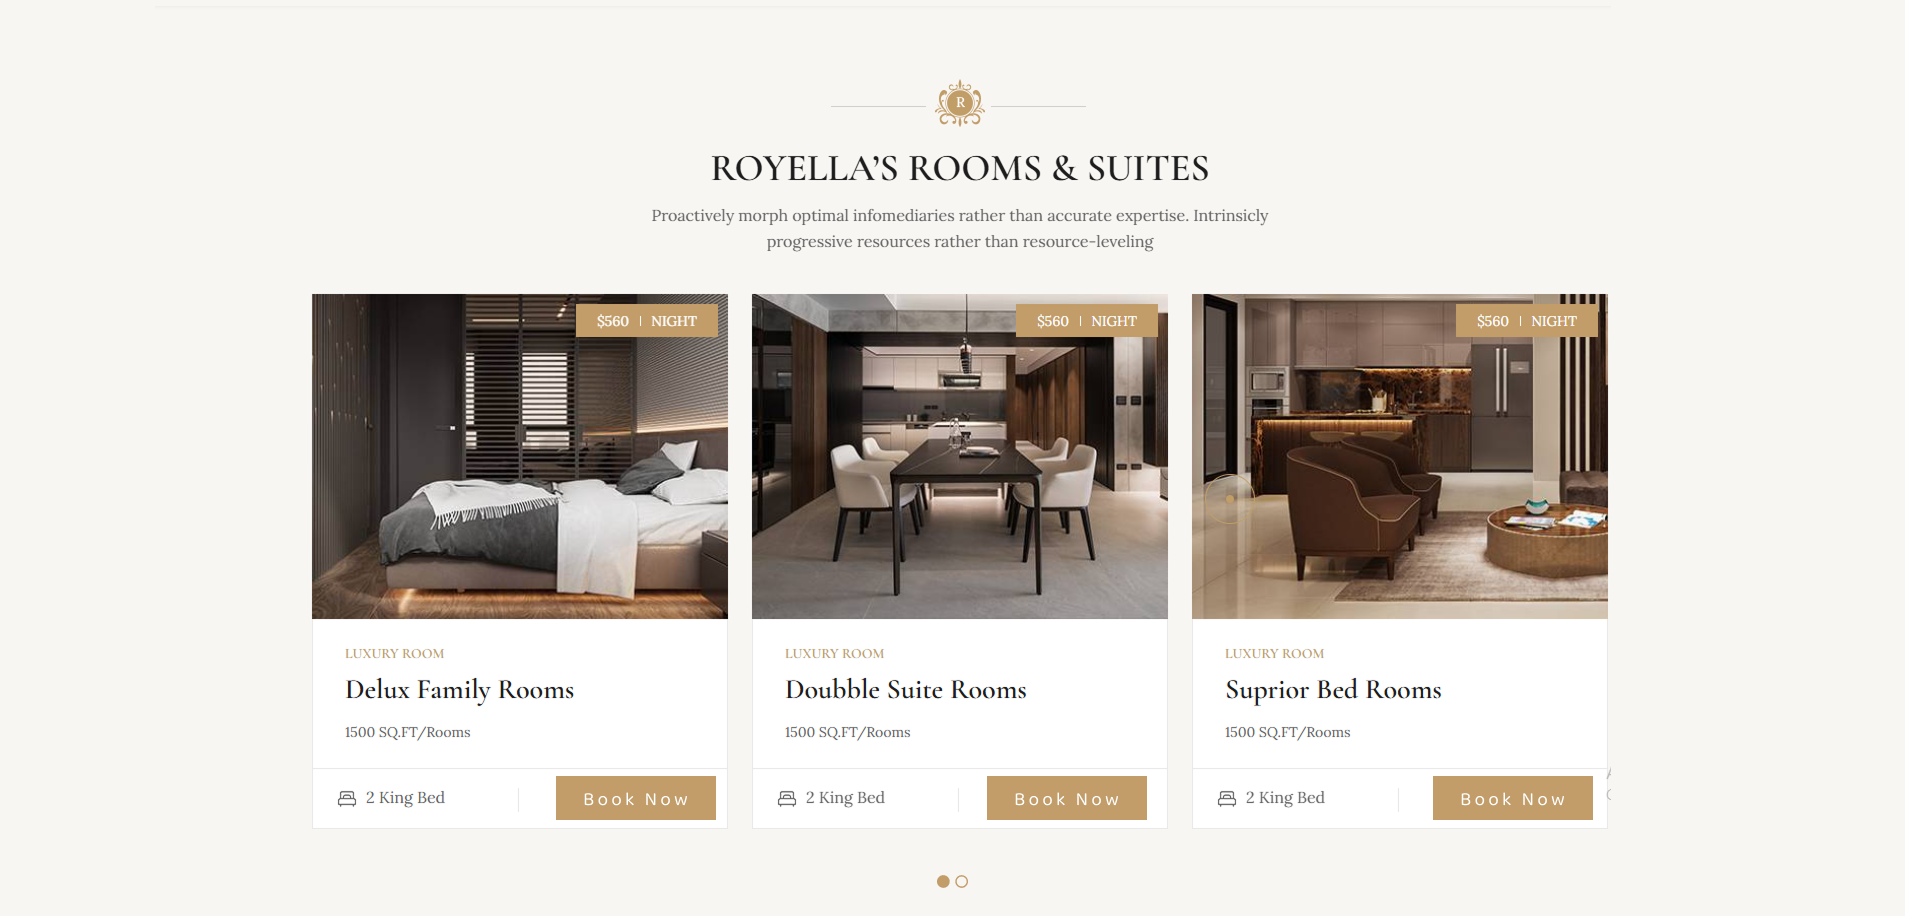 R
ROYELLA’S ROOMS & SUITES
Proactively morph optimal infomediaries rather than accurate expertise. Intrinsicly
progressive resources rather than resource-leveling
$560 | NIGHT
LUXURY ROOM
Delux Family Rooms
1500 SQ.FT/Rooms
2 King Bed
Book Now
$560 | NIGHT
LUXURY ROOM
Doubble Suite Rooms
1500 SQ.FT/Rooms
2 King Bed
Book Now
$560 | NIGHT
LUXURY ROOM
Suprior Bed Rooms
1500 SQ.FT/Rooms
2 King Bed
Book Now